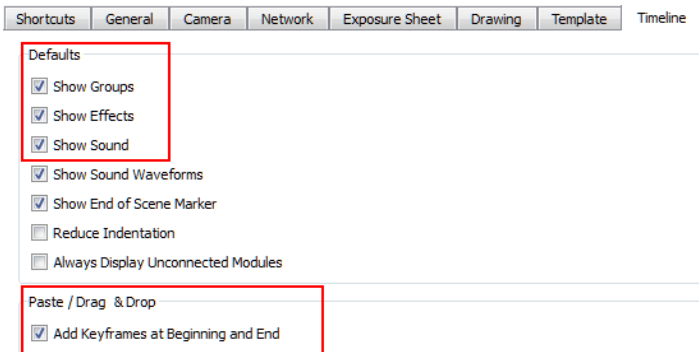 Shortcuts General Camera Network Exposure Sheet Drawing Template Timeline
Defaults
Show Groups
Show Effects
Show Sound
Show Sound Waveforms
Show End of Scene Marker
Reduce Indentation
Always Display Unconnected Modules
Paste / Drag & Drop
Add Keyframes at Beginning and End